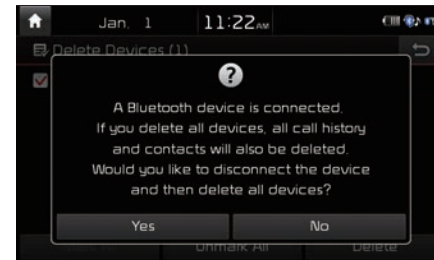 Jan. 1 11:22 AM
Delete Devices (1)
A Bluetooth device is connected.
If you delete all devices, all call history
and contacts will also be deleted.
Would you like to disconnect the device
and then delete all devices?
Yes No
Unmark All Delete